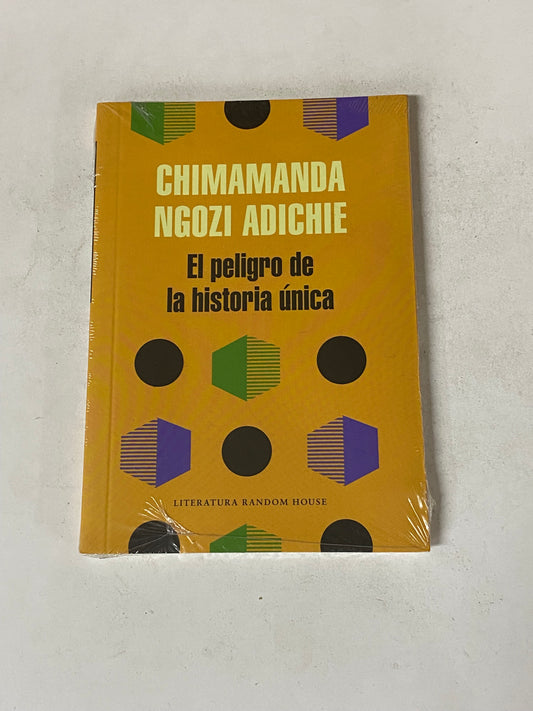 CHIMAMANDA
NGOZI ADICHIE
El peligro de
la historia única
LITERATURA RANDOM HOUSE